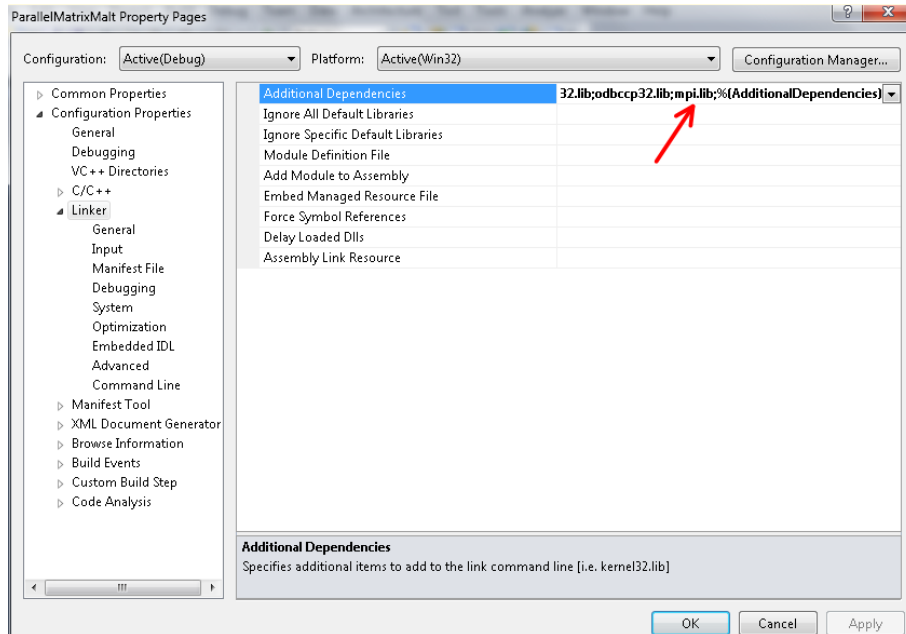 ParallelMatrixMalt Property Pages
Configuration: Active(Debug) Platform: Active(Win32) Configuration Manager...
Common Properties
Configuration Properties
General
Debugging
VC++ Directories
C/C++
Linker
General
Input
Manifest File
Debugging
System
Optimization
Embedded IDL
Advanced
Command Line
Manifest Tool
XML Document Generator
Browse Information
Build Events
Custom Build Step
Code Analysis
Additional Dependencies 32.lib;odbccp32.lib;mpi.lib;%(AdditionalDependencies)
Ignore All Default Libraries
Ignore Specific Default Libraries
Module Definition File
Add Module to Assembly
Embed Managed Resource File
Force Symbol References
Delay Loaded Dlls
Assembly Link Resource
Additional Dependencies
Specifies additional items to add to the link command line [i.e. kernel32.lib]
OK Cancel Apply